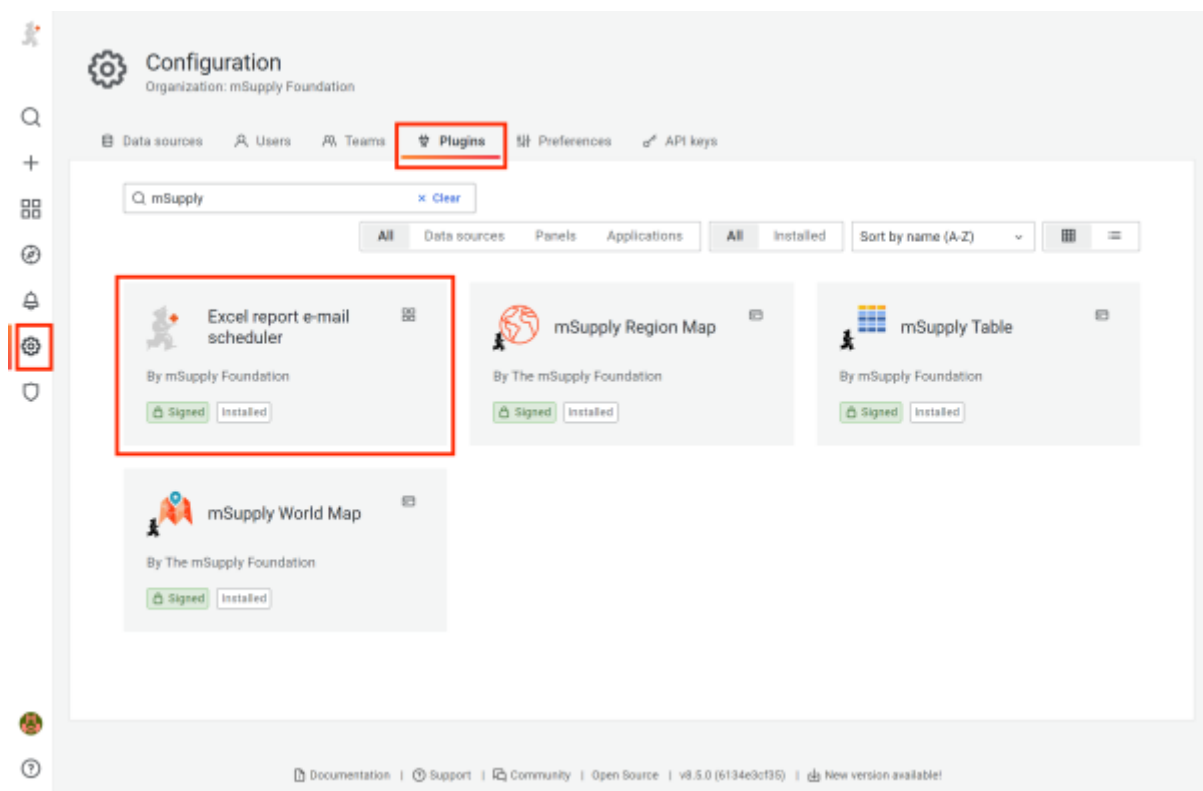 Configuration
Organization: mSupply Foundation
Data sources Users Teams Plugins Preferences API keys
mSupply × Clear
All Data sources Panels Applications All Installed Sort by name (A-Z)
Excel report e-mail
scheduler
By mSupply Foundation
Signed Installed
mSupply Region Map
By The mSupply Foundation
Signed Installed
mSupply Table
By mSupply Foundation
Signed Installed
mSupply World Map
By The mSupply Foundation
Signed Installed
Documentation | Support | Community | Open Source | v8.5.0 (6134e3cf35) | New version available!